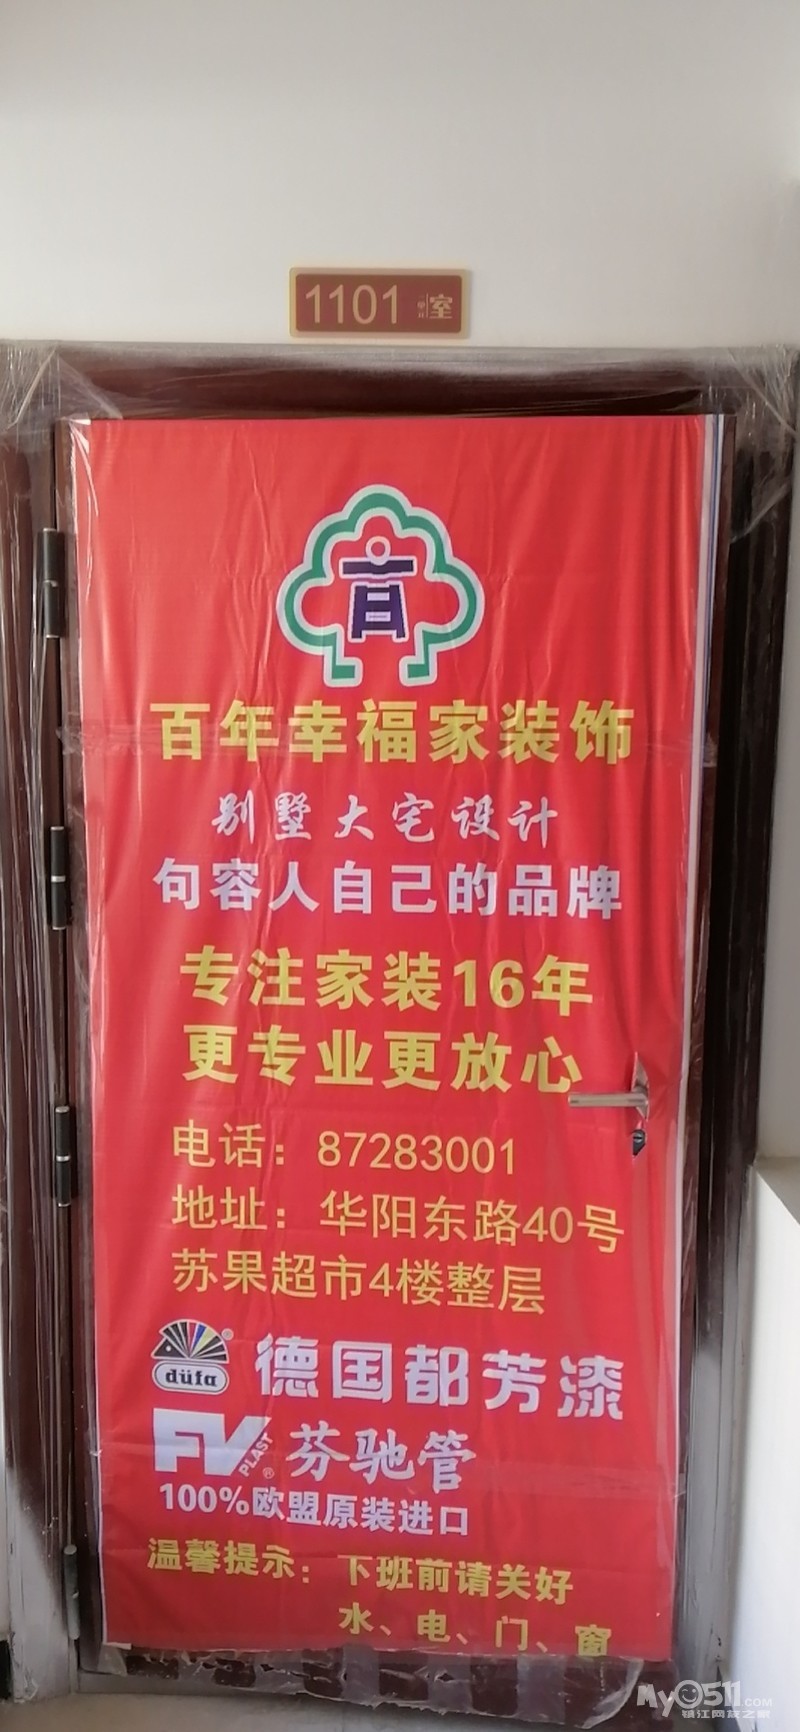 1101 室
百年幸福家装饰
别墅大宅设计
句容人自己的品牌
专注家装16年
更专业更放心
电话：87283001
地址：华阳东路40号
苏果超市4楼整层
düfa® 德国都芳漆
FV PLAST® 芬驰管
100%欧盟原装进口
温馨提示：下班前请关好
水、电、门、窗
My0511.com
镇江网友之家